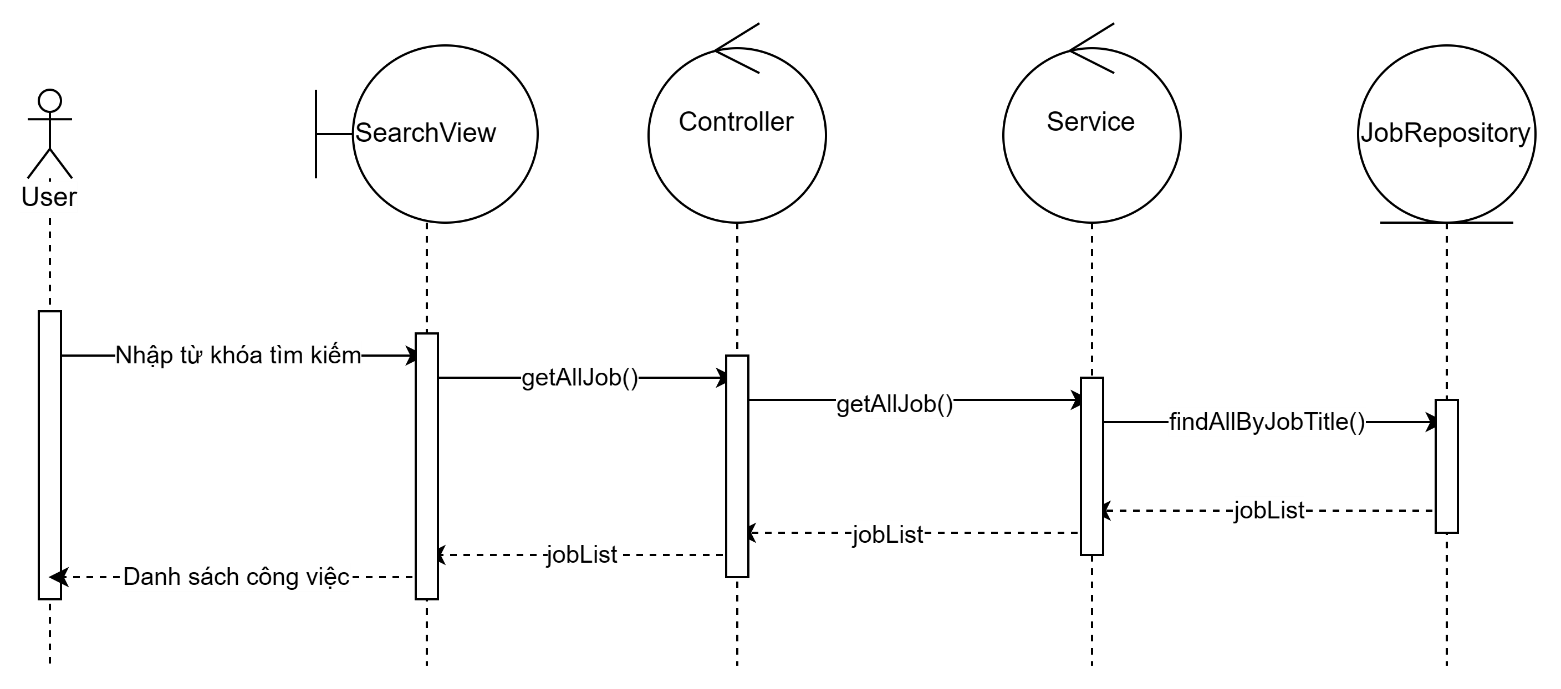 SearchView
Controller
Service
JobRepository
User
Nhập từ khóa tìm kiếm
getAllJob()
getAllJob()
findAllByJobTitle()
jobList
jobList
jobList
Danh sách công việc